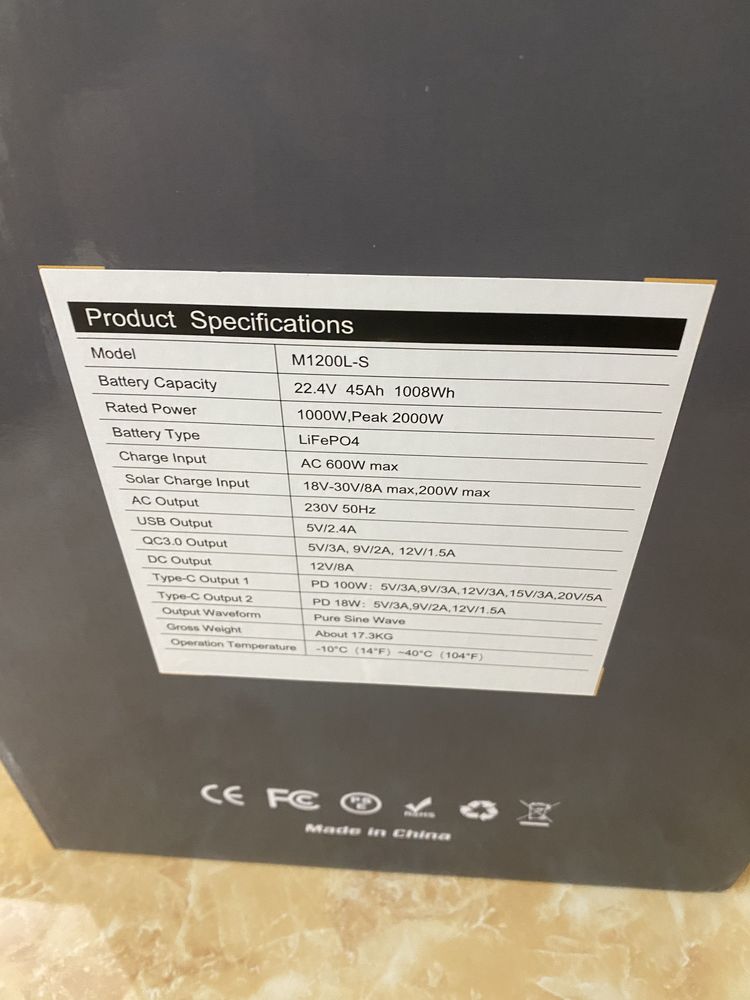 Product Specifications
Model M1200L-S
Battery Capacity 22.4V 45Ah 1008Wh
Rated Power 1000W,Peak 2000W
Battery Type LiFePO4
Charge Input AC 600W max
Solar Charge Input 18V-30V/8A max,200W max
AC Output 230V 50Hz
USB Output 5V/2.4A
QC3.0 Output 5V/3A, 9V/2A, 12V/1.5A
DC Output 12V/8A
Type-C Output 1 PD 100W: 5V/3A,9V/3A,12V/3A,15V/3A,20V/5A
Type-C Output 2 PD 18W: 5V/3A,9V/2A,12V/1.5A
Output Waveform Pure Sine Wave
Gross Weight About 17.3KG
Operation Temperature -10°C (14°F) ~40°C (104°F)
CE FC PSE RoHS
Made in China